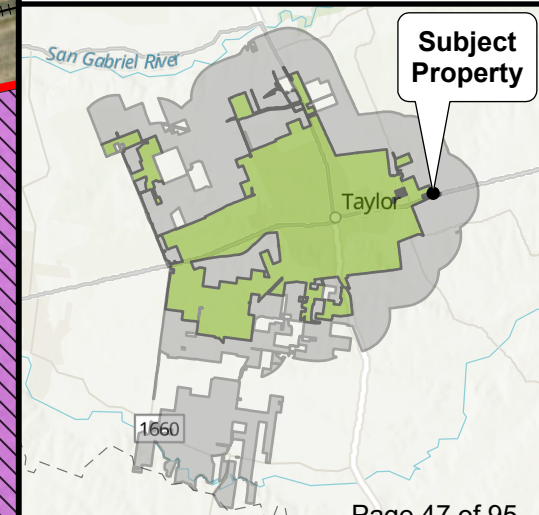 San Gabriel River
Subject
Property
Taylor
1660
Page 47 of 95